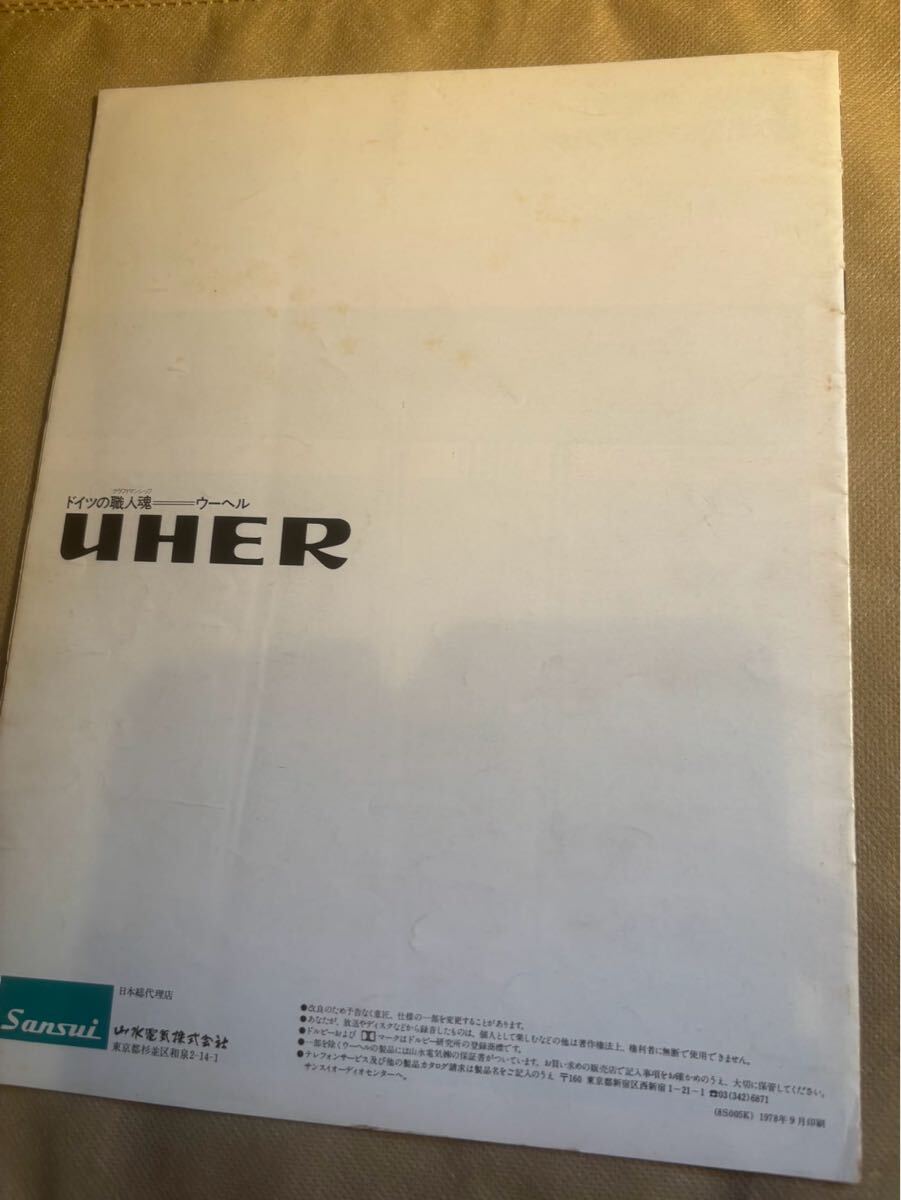 クラフツマンシップ
ドイツの職人魂━━━ウーヘル
UHER
Sansui
日本総代理店
山水電気株式会社
東京都杉並区和泉2-14-1
●改良のため予告なく意匠、仕様の一部を変更することがあります。
●あなたが、放送やディスクなどから録音したものは、個人として楽しむなどの他は著作権法上、権利者に無断で使用できません。
●ドルビーおよび マークはドルビー研究所の登録商標です。
●一部を除くウーヘルの製品には山水電気㈱の保証書がついています。お買い求めの販売店で記入事項をお確かめのうえ、大切に保管してください。
●テレフォンサービス及び他の製品カタログ請求は製品名をご記入のうえ 〒160 東京都新宿区西新宿1-21-1 ☎03(342)6871
サンスイオーディオセンターへ。
(8S005K) 1978年9月印刷